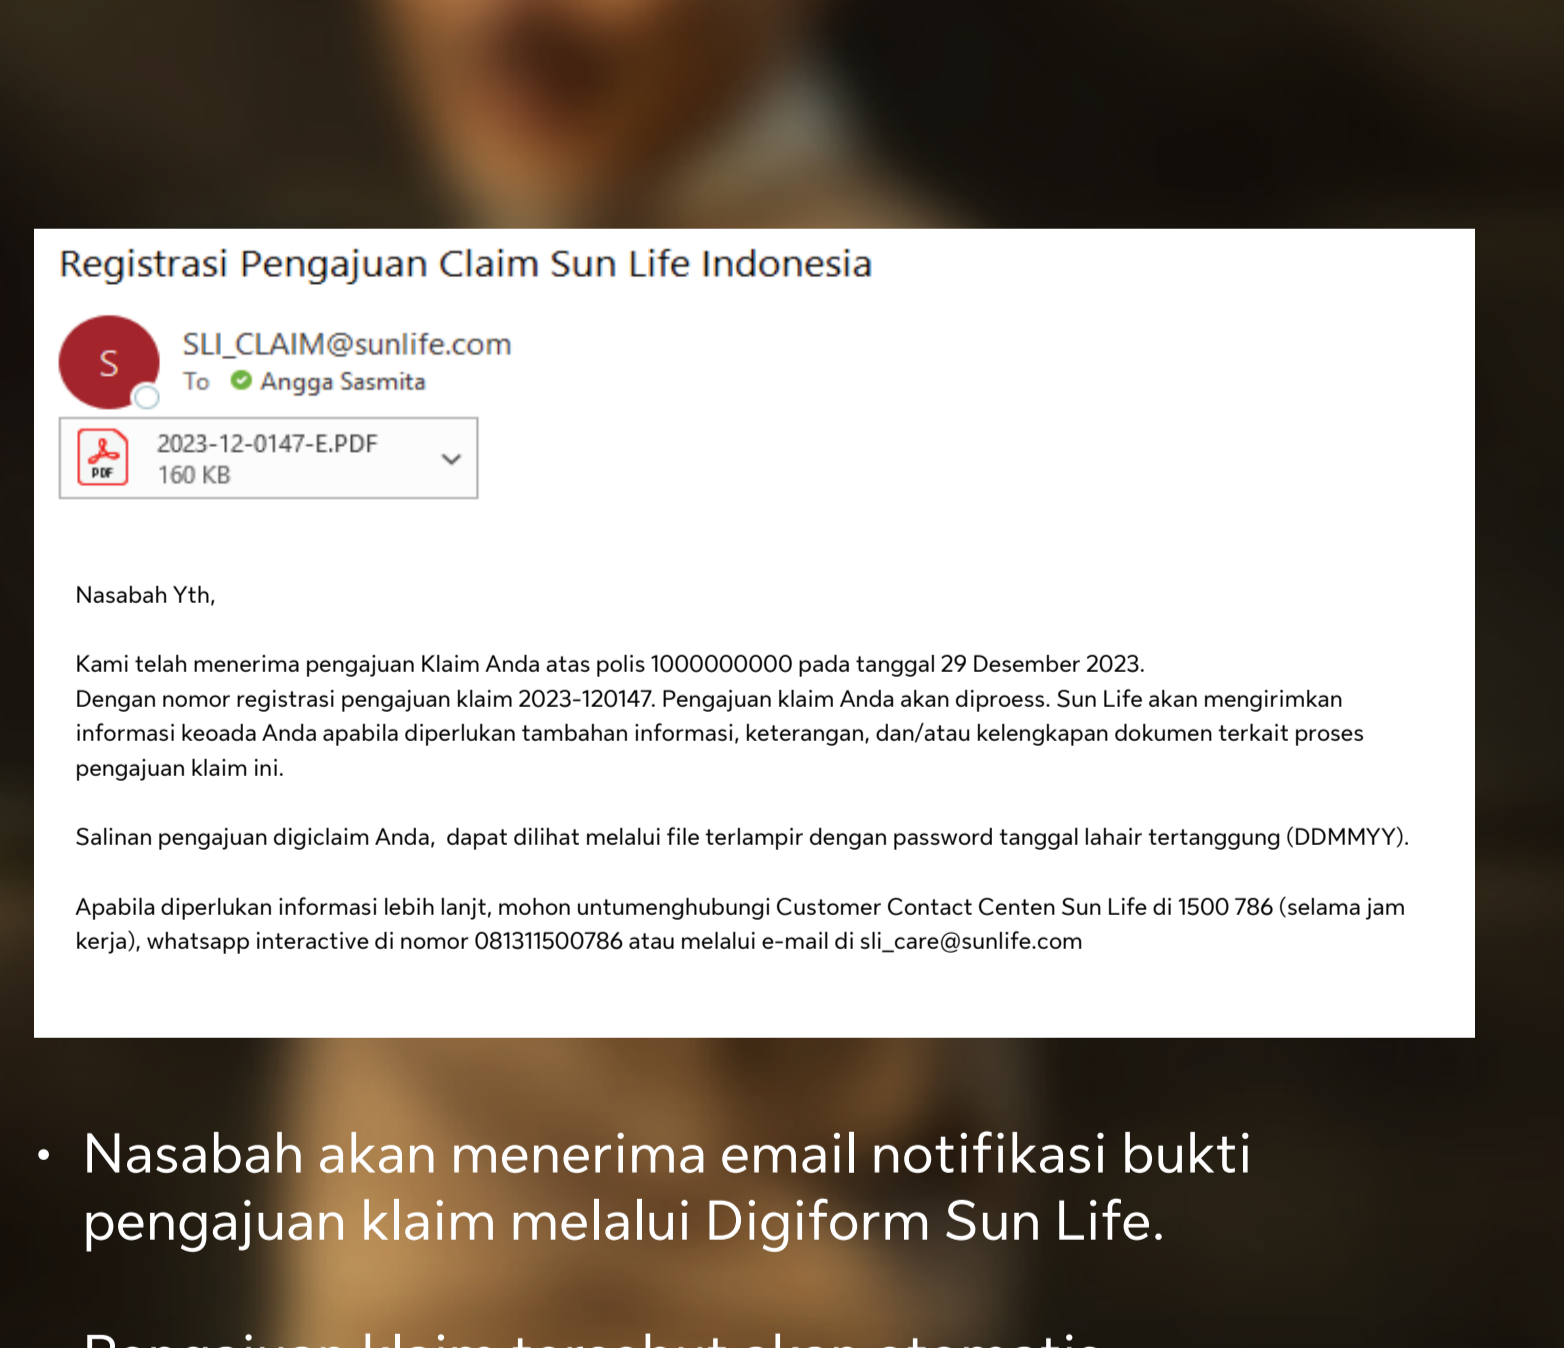 Registrasi Pengajuan Claim Sun Life Indonesia
S
SLI_CLAIM@sunlife.com
To Angga Sasmita
PDF
2023-12-0147-E.PDF
160 KB
Nasabah Yth,
Kami telah menerima pengajuan Klaim Anda atas polis 1000000000 pada tanggal 29 Desember 2023.
Dengan nomor registrasi pengajuan klaim 2023-120147. Pengajuan klaim Anda akan diproess. Sun Life akan mengirimkan
informasi keoada Anda apabila diperlukan tambahan informasi, keterangan, dan/atau kelengkapan dokumen terkait proses
pengajuan klaim ini.
Salinan pengajuan digiclaim Anda,  dapat dilihat melalui file terlampir dengan password tanggal lahair tertanggung (DDMMYY).
Apabila diperlukan informasi lebih lanjt, mohon untumenghubungi Customer Contact Centen Sun Life di 1500 786 (selama jam
kerja), whatsapp interactive di nomor 081311500786 atau melalui e-mail di sli_care@sunlife.com
• Nasabah akan menerima email notifikasi bukti
pengajuan klaim melalui Digiform Sun Life.
Pengajuan klaim tersebut akan otomatis